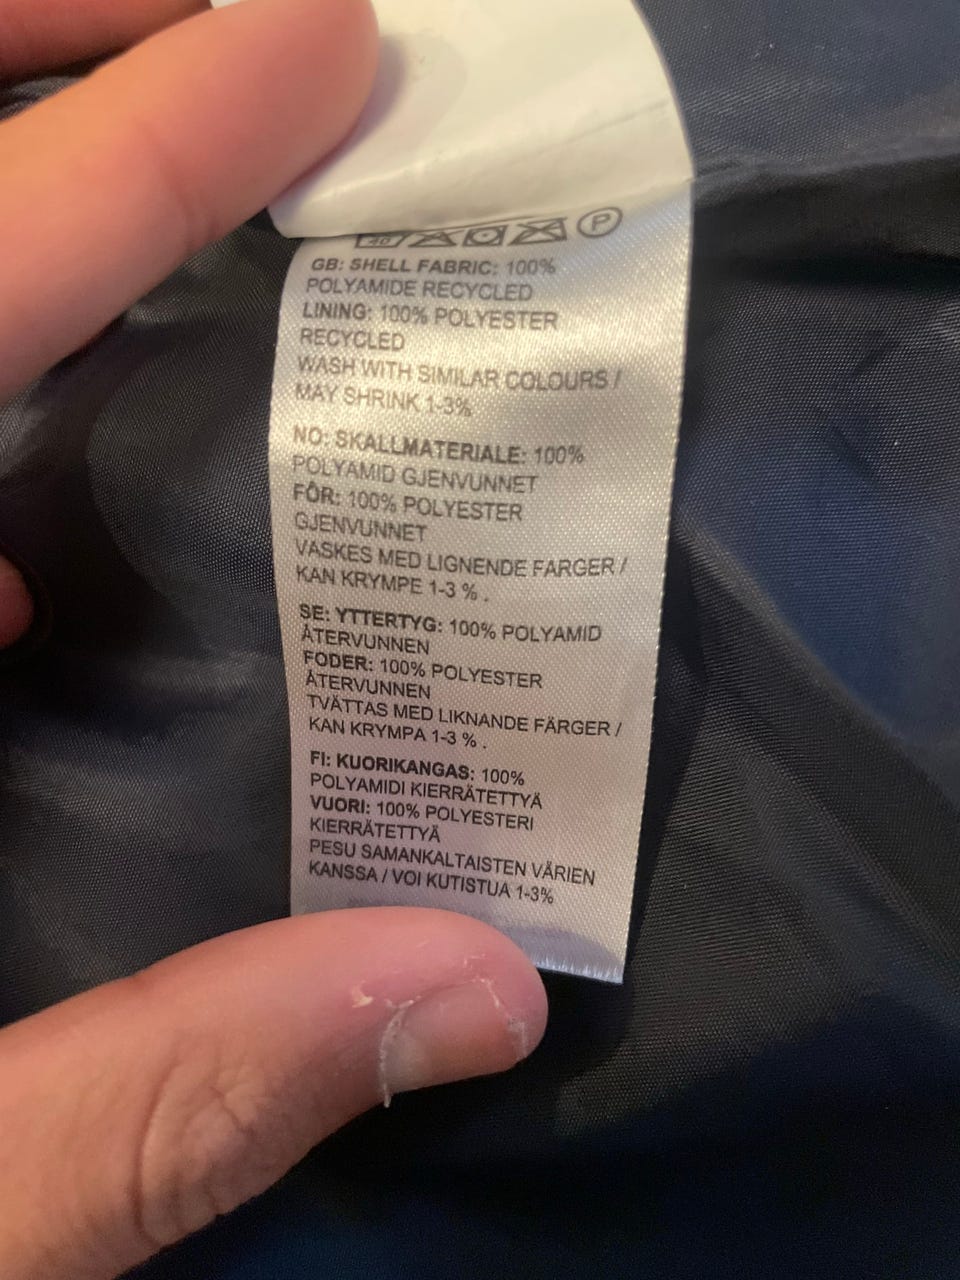 40 P
GB: SHELL FABRIC: 100%
POLYAMIDE RECYCLED
LINING: 100% POLYESTER
RECYCLED
WASH WITH SIMILAR COLOURS /
MAY SHRINK 1-3%
NO: SKALLMATERIALE: 100%
POLYAMID GJENVUNNET
FÔR: 100% POLYESTER
GJENVUNNET
VASKES MED LIGNENDE FARGER /
KAN KRYMPE 1-3 % .
SE: YTTERTYG: 100% POLYAMID
ÅTERVUNNEN
FODER: 100% POLYESTER
ÅTERVUNNEN
TVÄTTAS MED LIKNANDE FÄRGER /
KAN KRYMPA 1-3 % .
FI: KUORIKANGAS: 100%
POLYAMIDI KIERRÄTETTYÄ
VUORI: 100% POLYESTERI
KIERRÄTETTYÄ
PESU SAMANKALTAISTEN VÄRIEN
KANSSA / VOI KUTISTUA 1-3%